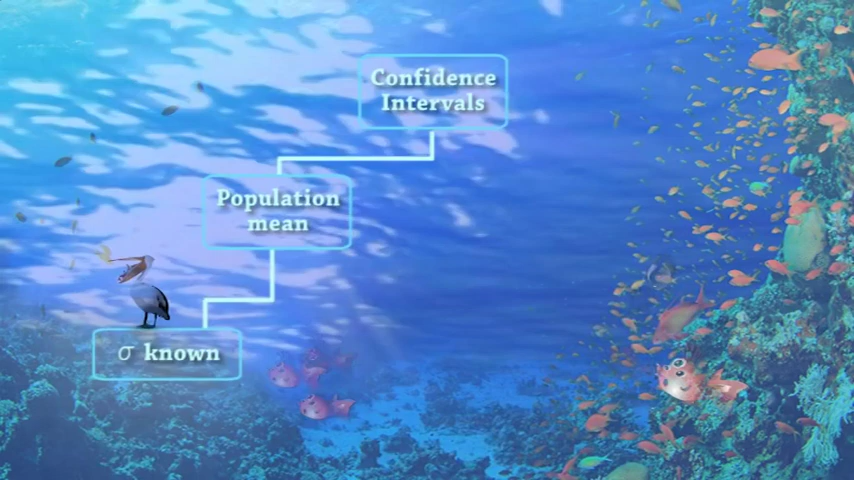 Confidence
Intervals
Population
mean
σ known